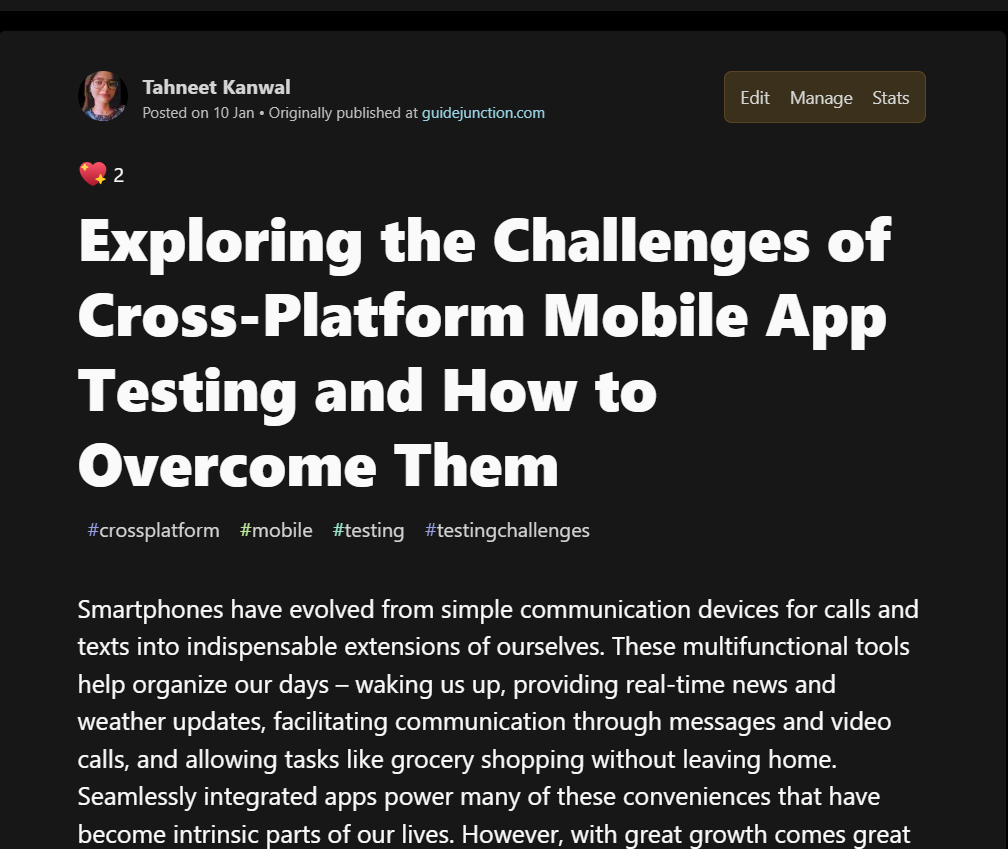 Tahneet Kanwal
Posted on 10 Jan • Originally published at guidejunction.com
Edit Manage Stats
2
Exploring the Challenges of
Cross-Platform Mobile App
Testing and How to
Overcome Them
#crossplatform #mobile #testing #testingchallenges
Smartphones have evolved from simple communication devices for calls and
texts into indispensable extensions of ourselves. These multifunctional tools
help organize our days – waking us up, providing real-time news and
weather updates, facilitating communication through messages and video
calls, and allowing tasks like grocery shopping without leaving home.
Seamlessly integrated apps power many of these conveniences that have
become intrinsic parts of our lives. However, with great growth comes great